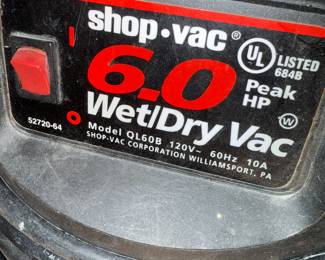 shop·vac®
UL LISTED
684B
6.0 Peak
HP
Wet/Dry Vac
W
52720-64
Model QL60B 120V~ 60Hz 10A
SHOP-VAC CORPORATION WILLIAMSPORT, PA